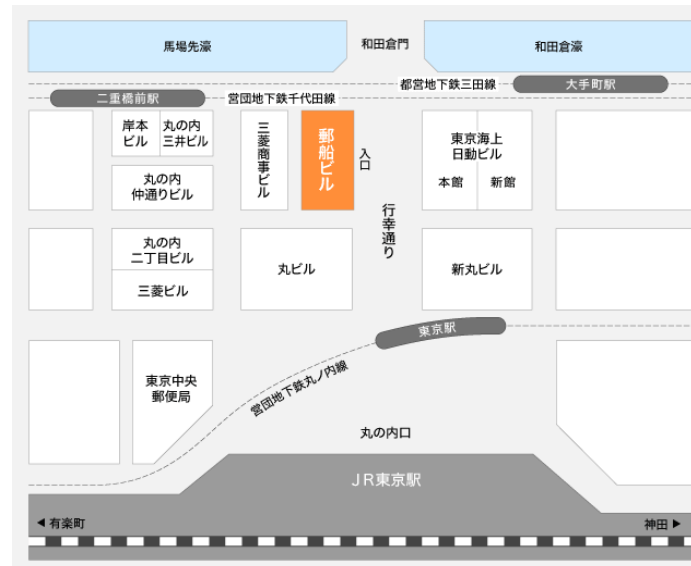 馬場先濠
和田倉門
和田倉濠
都営地下鉄三田線
大手町駅
二重橋前駅
営団地下鉄千代田線
岸本
ビル
丸の内
三井ビル
三菱商事ビル
郵船ビル
入口
東京海上
日動ビル
本館
新館
丸の内
仲通りビル
行幸通り
丸の内
二丁目ビル
三菱ビル
丸ビル
新丸ビル
東京駅
営団地下鉄丸ノ内線
東京中央
郵便局
丸の内口
JR東京駅
◀有楽町
神田▶